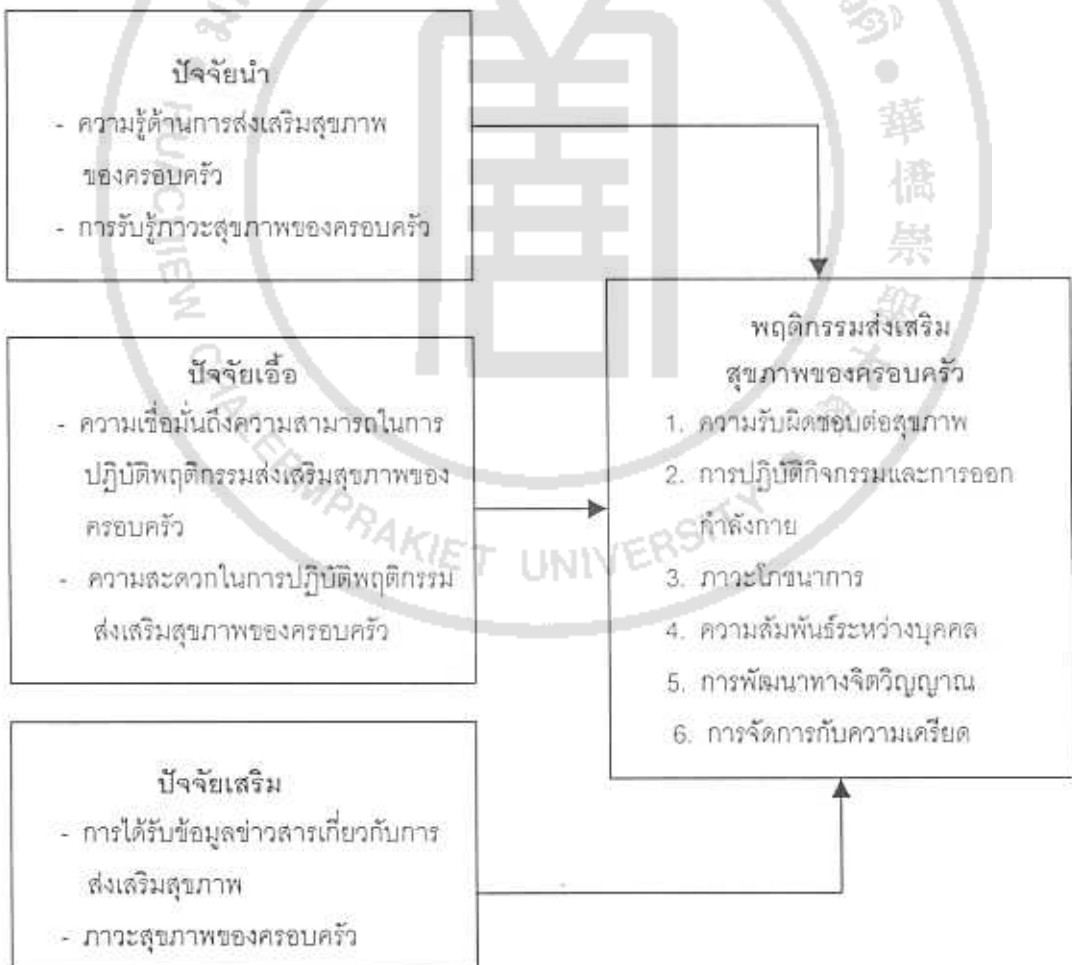 ปัจจัยนำ
- ความรู้ด้านการส่งเสริมสุขภาพ
ของครอบครัว
- การรับรู้ภาวะสุขภาพของครอบครัว
ปัจจัยเอื้อ
- ความเชื่อมั่นถึงความสามารถในการ
ปฏิบัติพฤติกรรมส่งเสริมสุขภาพของ
ครอบครัว
- ความสะดวกในการปฏิบัติพฤติกรรม
ส่งเสริมสุขภาพของครอบครัว
ปัจจัยเสริม
- การได้รับข้อมูลข่าวสารเกี่ยวกับการ
ส่งเสริมสุขภาพ
- ภาวะสุขภาพของครอบครัว
พฤติกรรมส่งเสริม
สุขภาพของครอบครัว
1. ความรับผิดชอบต่อสุขภาพ
2. การปฏิบัติกิจกรรมและการออก
กำลังกาย
3. ภาวะโภชนาการ
4. ความสัมพันธ์ระหว่างบุคคล
5. การพัฒนาทางจิตวิญญาณ
6. การจัดการกับความเครียด
HUACHIEW CHALERMPRAKIET UNIVERSITY
華僑崇聖大學